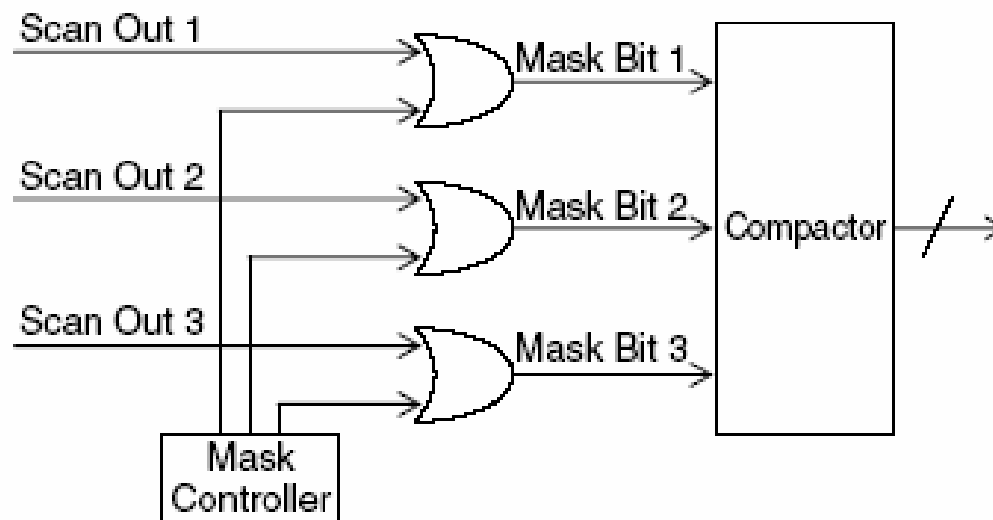 Scan Out 1
Mask Bit 1
Scan Out 2
Mask Bit 2
Compactor
Scan Out 3
Mask Bit 3
Mask
Controller